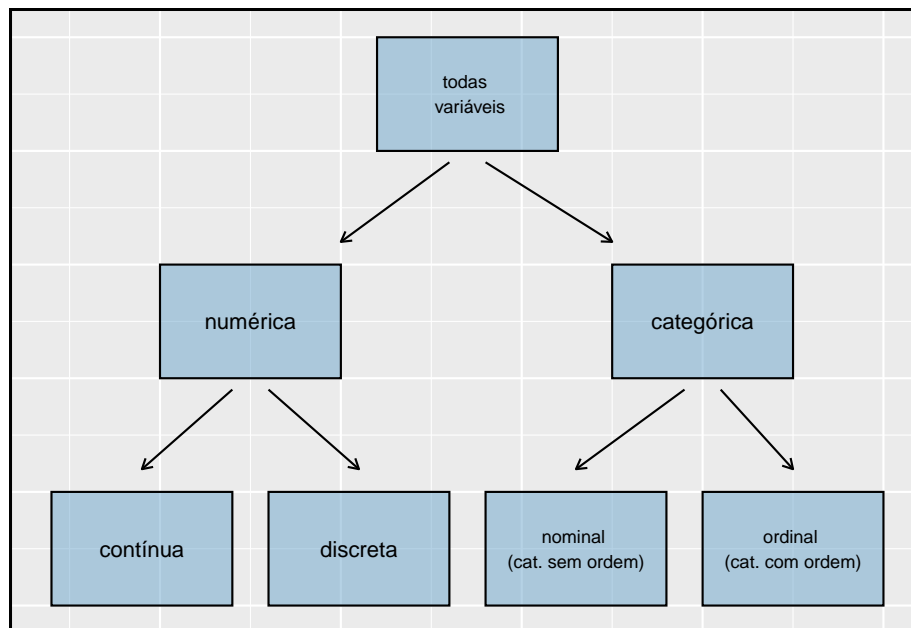 todas
variáveis
numérica
categórica
contínua
discreta
nominal
(cat. sem ordem)
ordinal
(cat. com ordem)